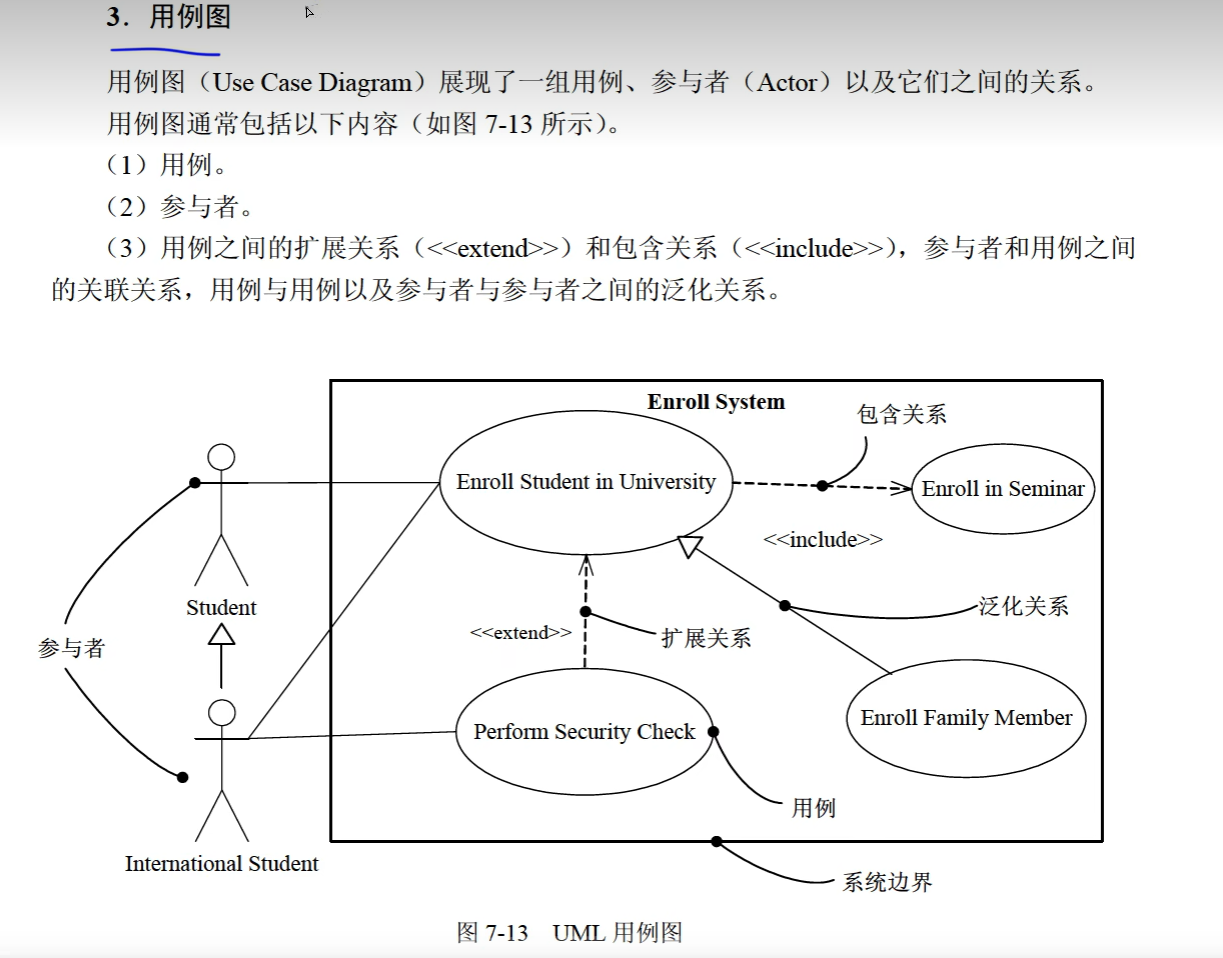 3. 用例图
用例图（Use Case Diagram）展现了一组用例、参与者（Actor）以及它们之间的关系。
用例图通常包括以下内容（如图 7-13 所示）。
（1）用例。
（2）参与者。
（3）用例之间的扩展关系（<<extend>>）和包含关系（<<include>>），参与者和用例之间
的关联关系，用例与用例以及参与者与参与者之间的泛化关系。
Enroll System
包含关系
Enroll Student in University
Enroll in Seminar
<<include>>
Student
泛化关系
<<extend>>
扩展关系
参与者
Perform Security Check
Enroll Family Member
用例
International Student
系统边界
图 7-13 UML 用例图